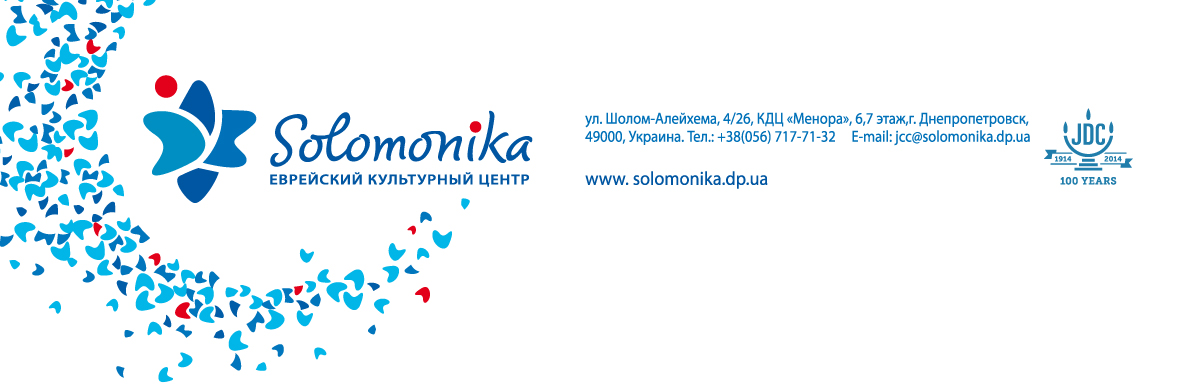 Solomonika
ЕВРЕЙСКИЙ КУЛЬТУРНЫЙ ЦЕНТР
ул. Шолом-Алейхема, 4/26, КДЦ «Менора», 6,7 этаж,г. Днепропетровск,
49000, Украина. Тел.: +38(056) 717-71-32 E-mail: jcc@solomonika.dp.ua
www. solomonika.dp.ua
JDC
1914 2014
100 YEARS